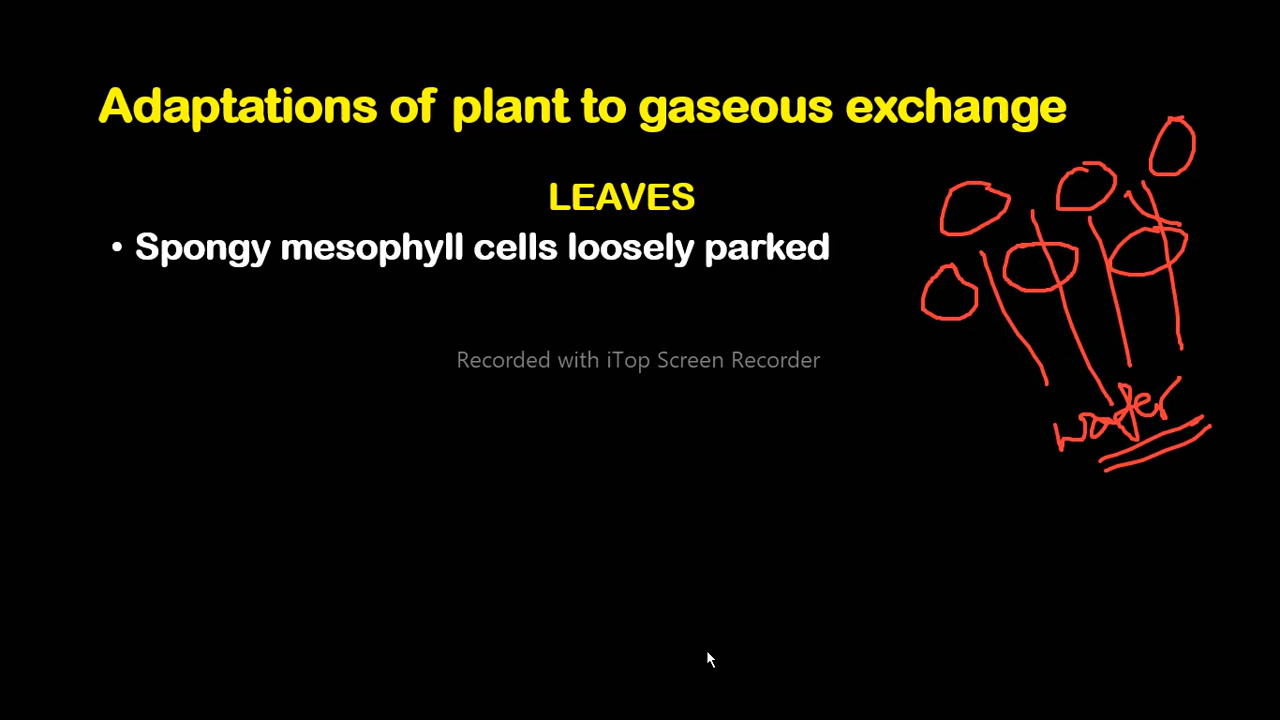 Adaptations of plant to gaseous exchange
LEAVES
• Spongy mesophyll cells loosely parked
Recorded with iTop Screen Recorder
water